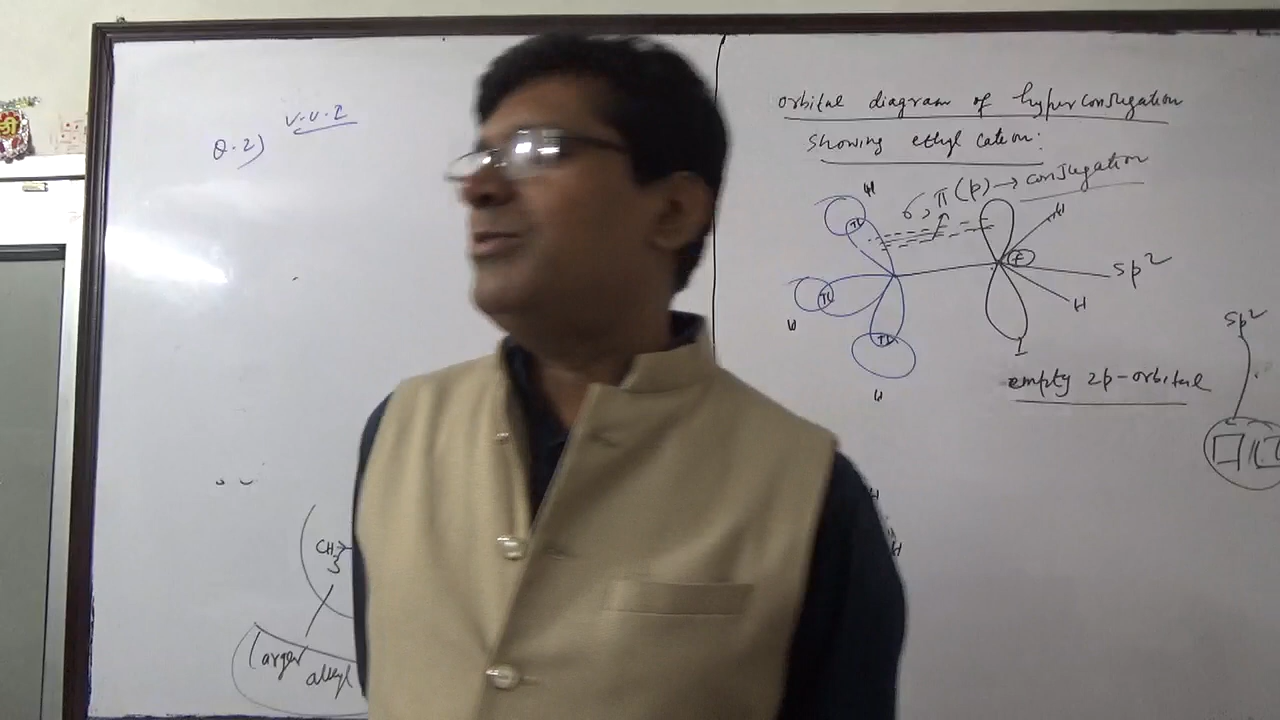 श्री
Q.2)
V.V.I
CH3
larger
alkyl
orbital diagram of hyperconjugation
showing ethyl cation:
σ, π(p) → conjugation
H
H
H
H
+
sp2
H
empty 2p-orbital
sp2
H
H